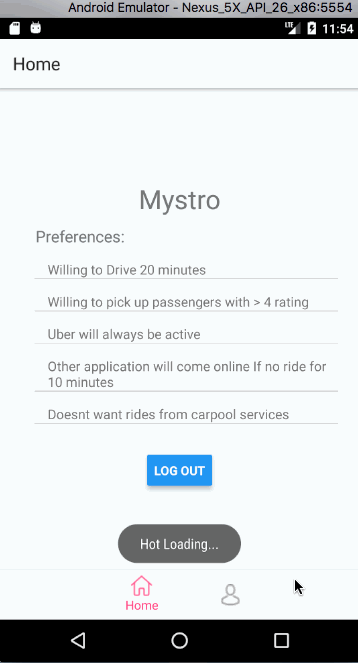 Android Emulator - Nexus_5X_API_26_x86:5554
LTE 11:54
Home
Mystro
Preferences:
Willing to Drive 20 minutes
Willing to pick up passengers with > 4 rating
Uber will always be active
Other application will come online If no ride for
10 minutes
Doesnt want rides from carpool services
LOG OUT
Hot Loading...
Home